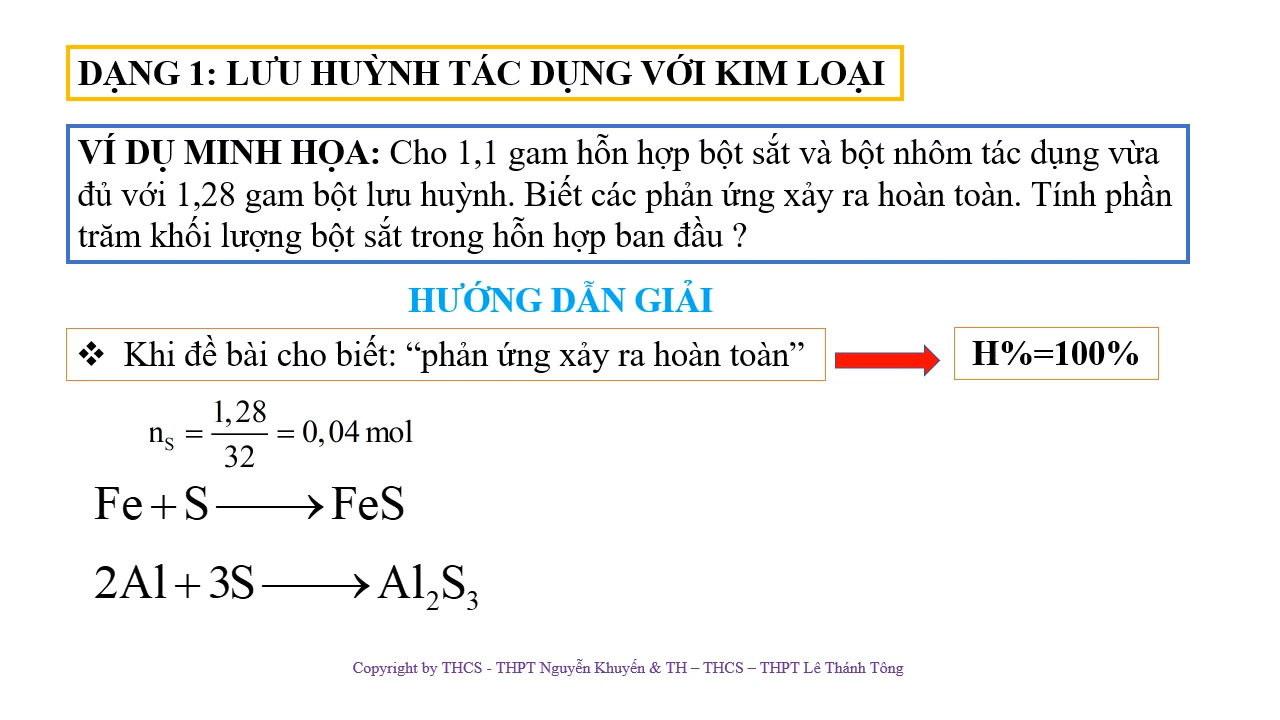 DẠNG 1: LƯU HUỲNH TÁC DỤNG VỚI KIM LOẠI
VÍ DỤ MINH HỌA: Cho 1,1 gam hỗn hợp bột sắt và bột nhôm tác dụng vừa
đủ với 1,28 gam bột lưu huỳnh. Biết các phản ứng xảy ra hoàn toàn. Tính phần
trăm khối lượng bột sắt trong hỗn hợp ban đầu ?
HƯỚNG DẪN GIẢI
❖ Khi đề bài cho biết: “phản ứng xảy ra hoàn toàn”
H%=100%
n_S = 1,28/32 = 0,04 mol
Fe + S ⟶ FeS
2Al + 3S ⟶ Al₂S₃
Copyright by THCS - THPT Nguyễn Khuyến & TH – THCS – THPT Lê Thánh Tông